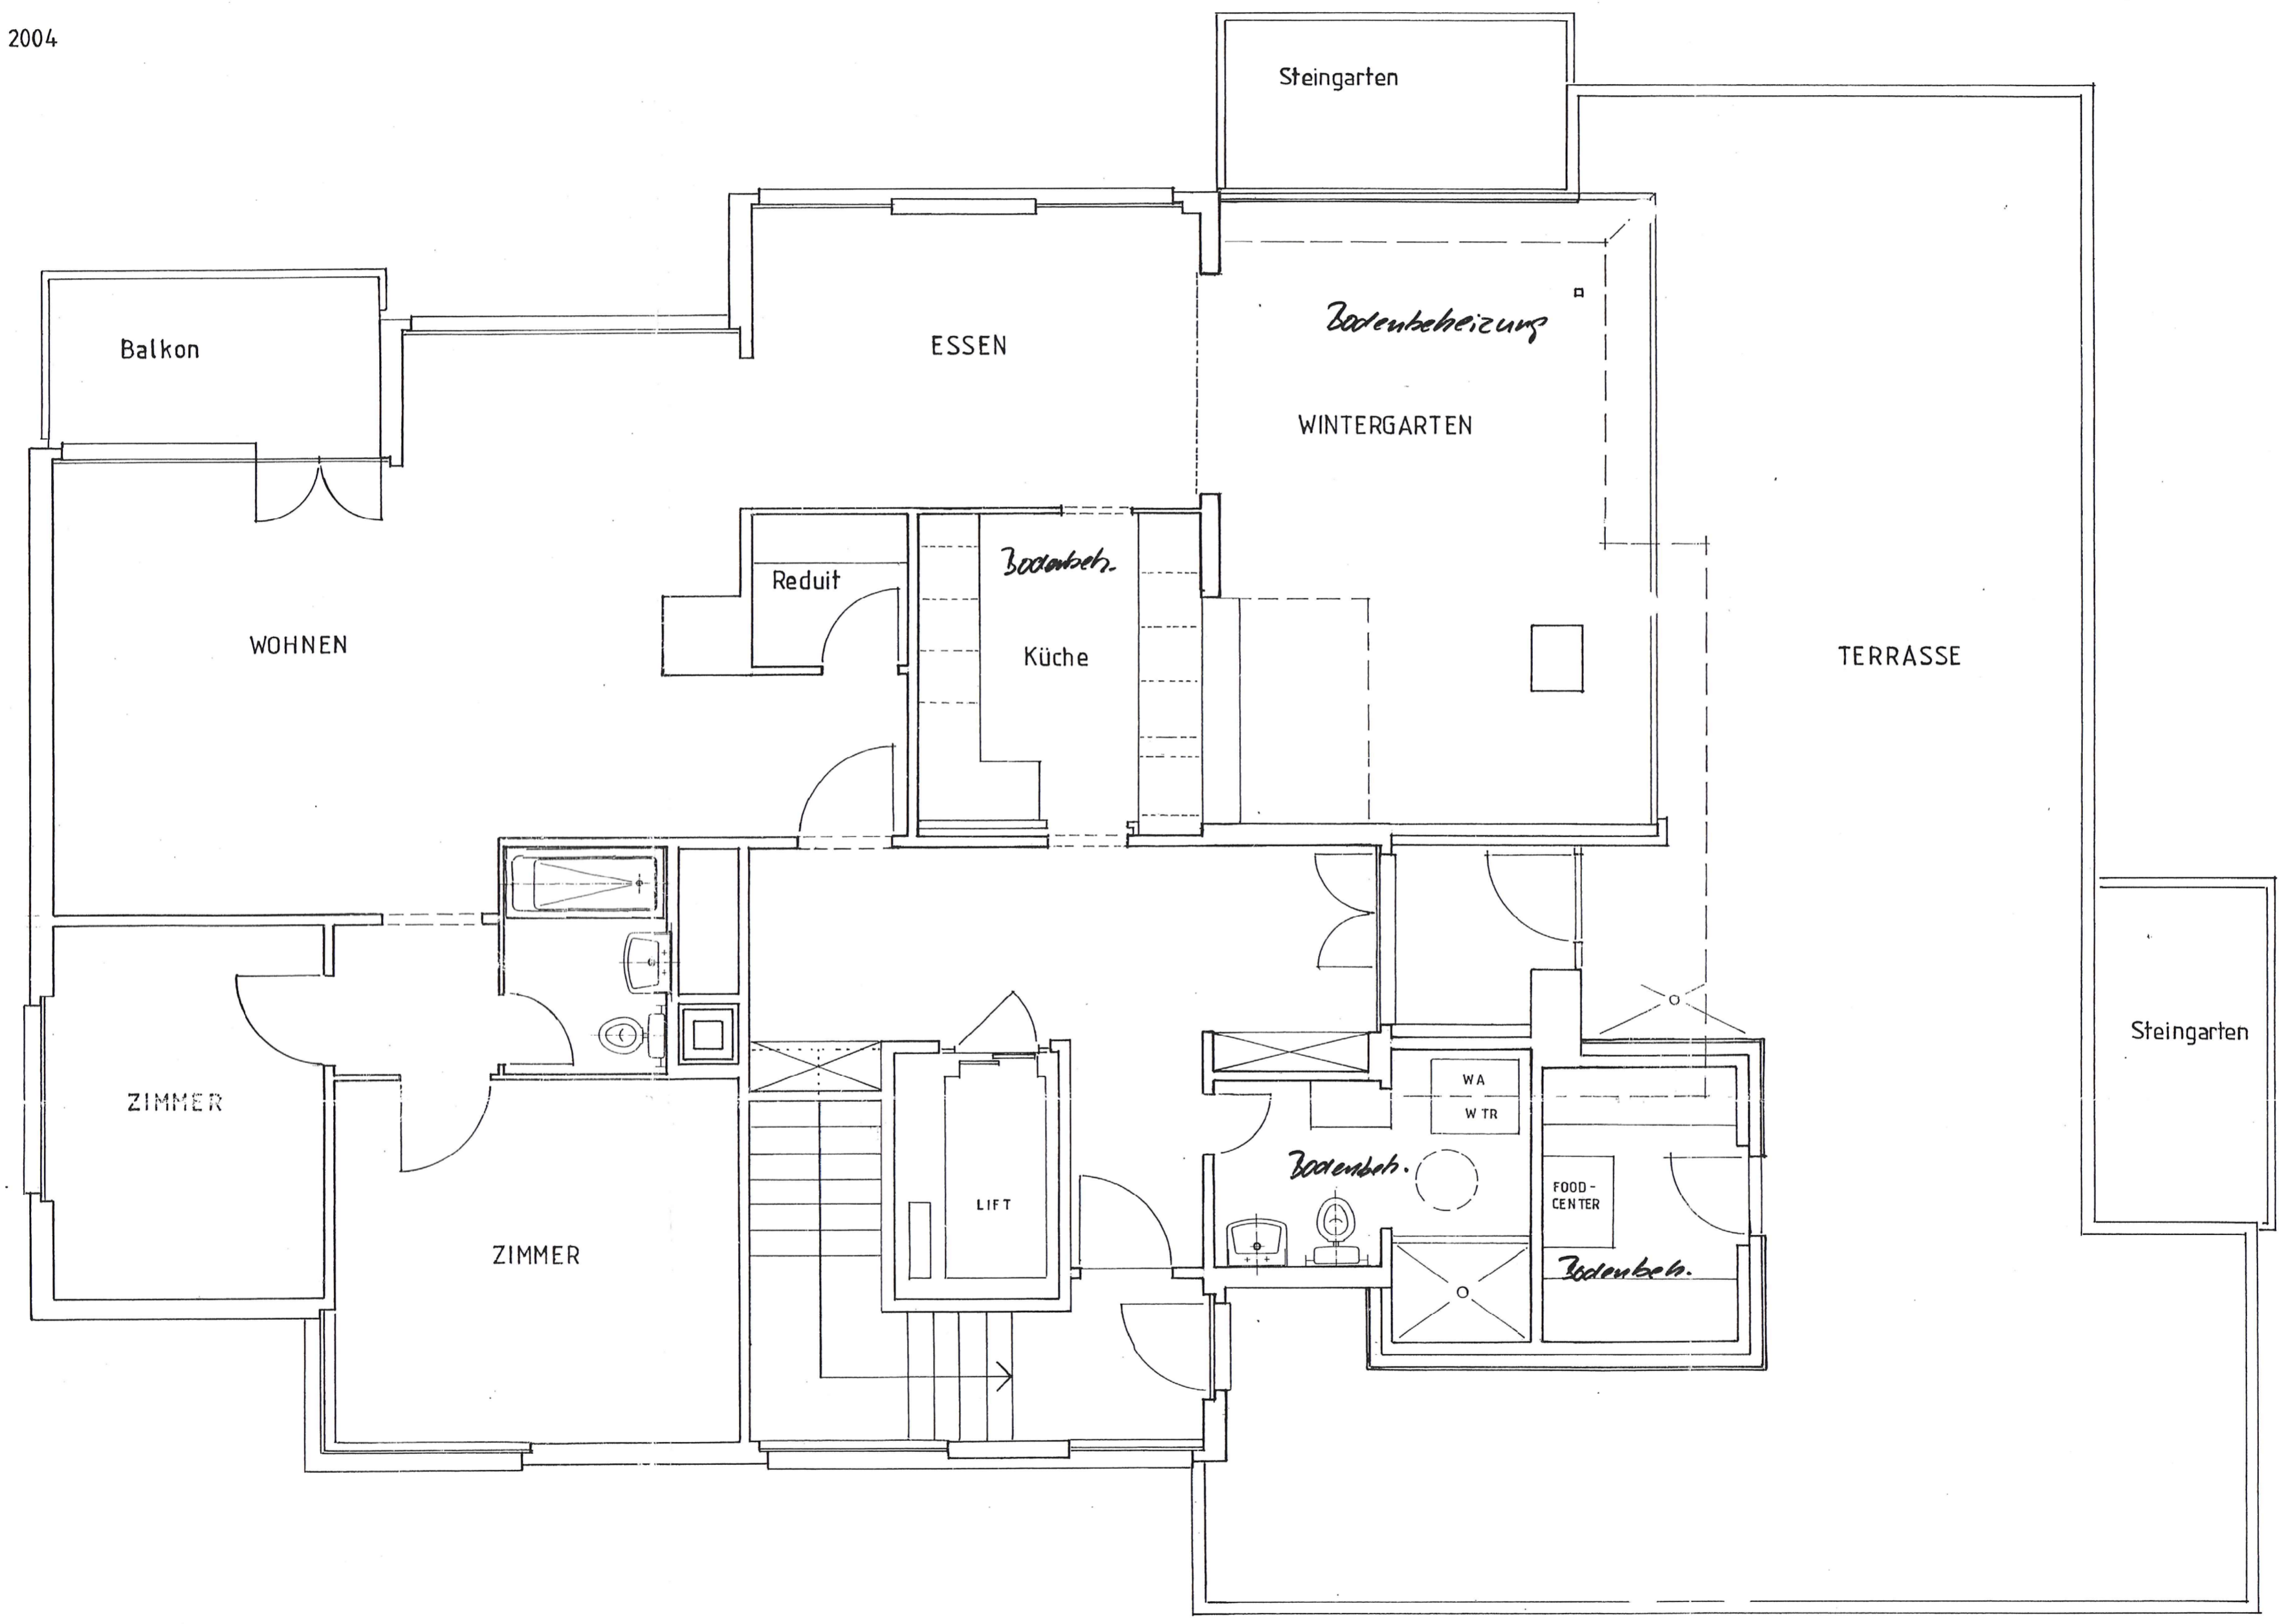 2004
Steingarten
Balkon
ESSEN
Bodenbeheizung
WINTERGARTEN
Reduit
Bodenbeh.
Küche
WOHNEN
TERRASSE
Steingarten
ZIMMER
WA
W TR
Bodenbeh.
FOOD-
CENTER
LIFT
ZIMMER
Bodenbeh.